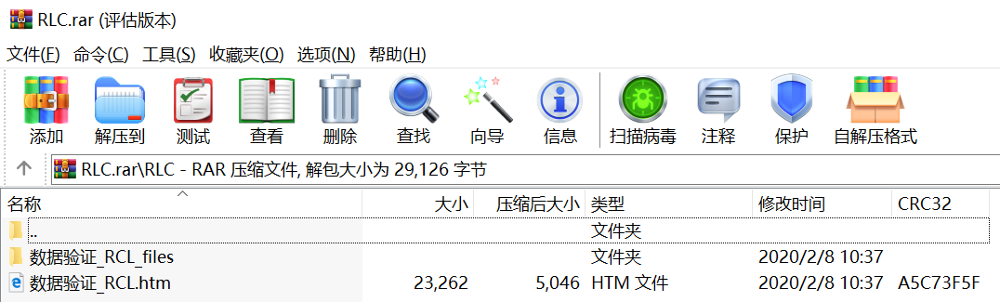 RLC.rar (评估版本)
文件(F) 命令(C) 工具(S) 收藏夹(O) 选项(N) 帮助(H)
添加 解压到 测试 查看 删除 查找 向导 信息 扫描病毒 注释 保护 自解压格式
RLC.rar\RLC - RAR 压缩文件, 解包大小为 29,126 字节
名称 大小 压缩后大小 类型 修改时间 CRC32
.. 文件夹
数据验证_RCL_files 文件夹 2020/2/8 10:37
数据验证_RCL.htm 23,262 5,046 HTM 文件 2020/2/8 10:37 A5C73F5F